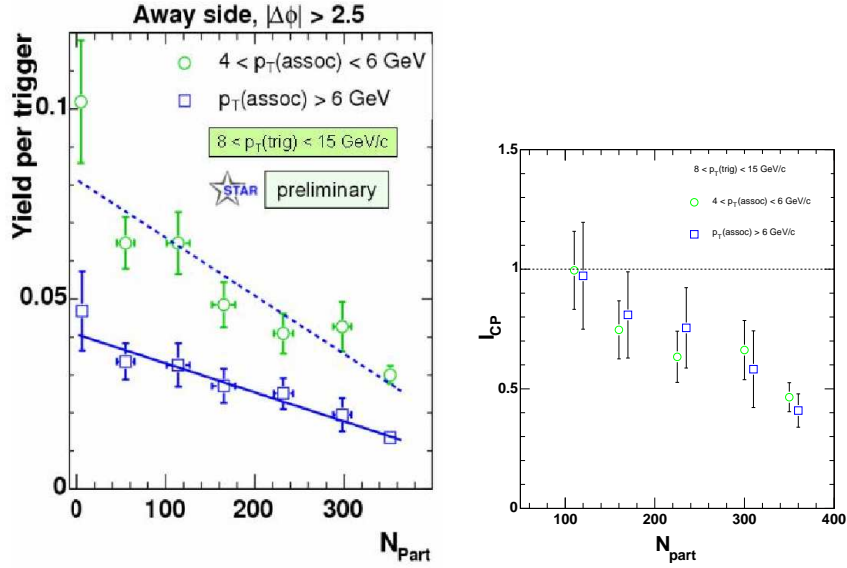 Away side, |Δϕ| > 2.5
4 < p_T(assoc) < 6 GeV
p_T(assoc) > 6 GeV
8 < p_T(trig) < 15 GeV/c
STAR
preliminary
Yield per trigger
0.1
0.05
0
0 100 200 300
N_Part
1.5
1
0.5
0
8 < p_T(trig) < 15 GeV/c
4 < p_T(assoc) < 6 GeV/c
p_T(assoc) > 6 GeV/c
I_CP
100 200 300 400
N_part